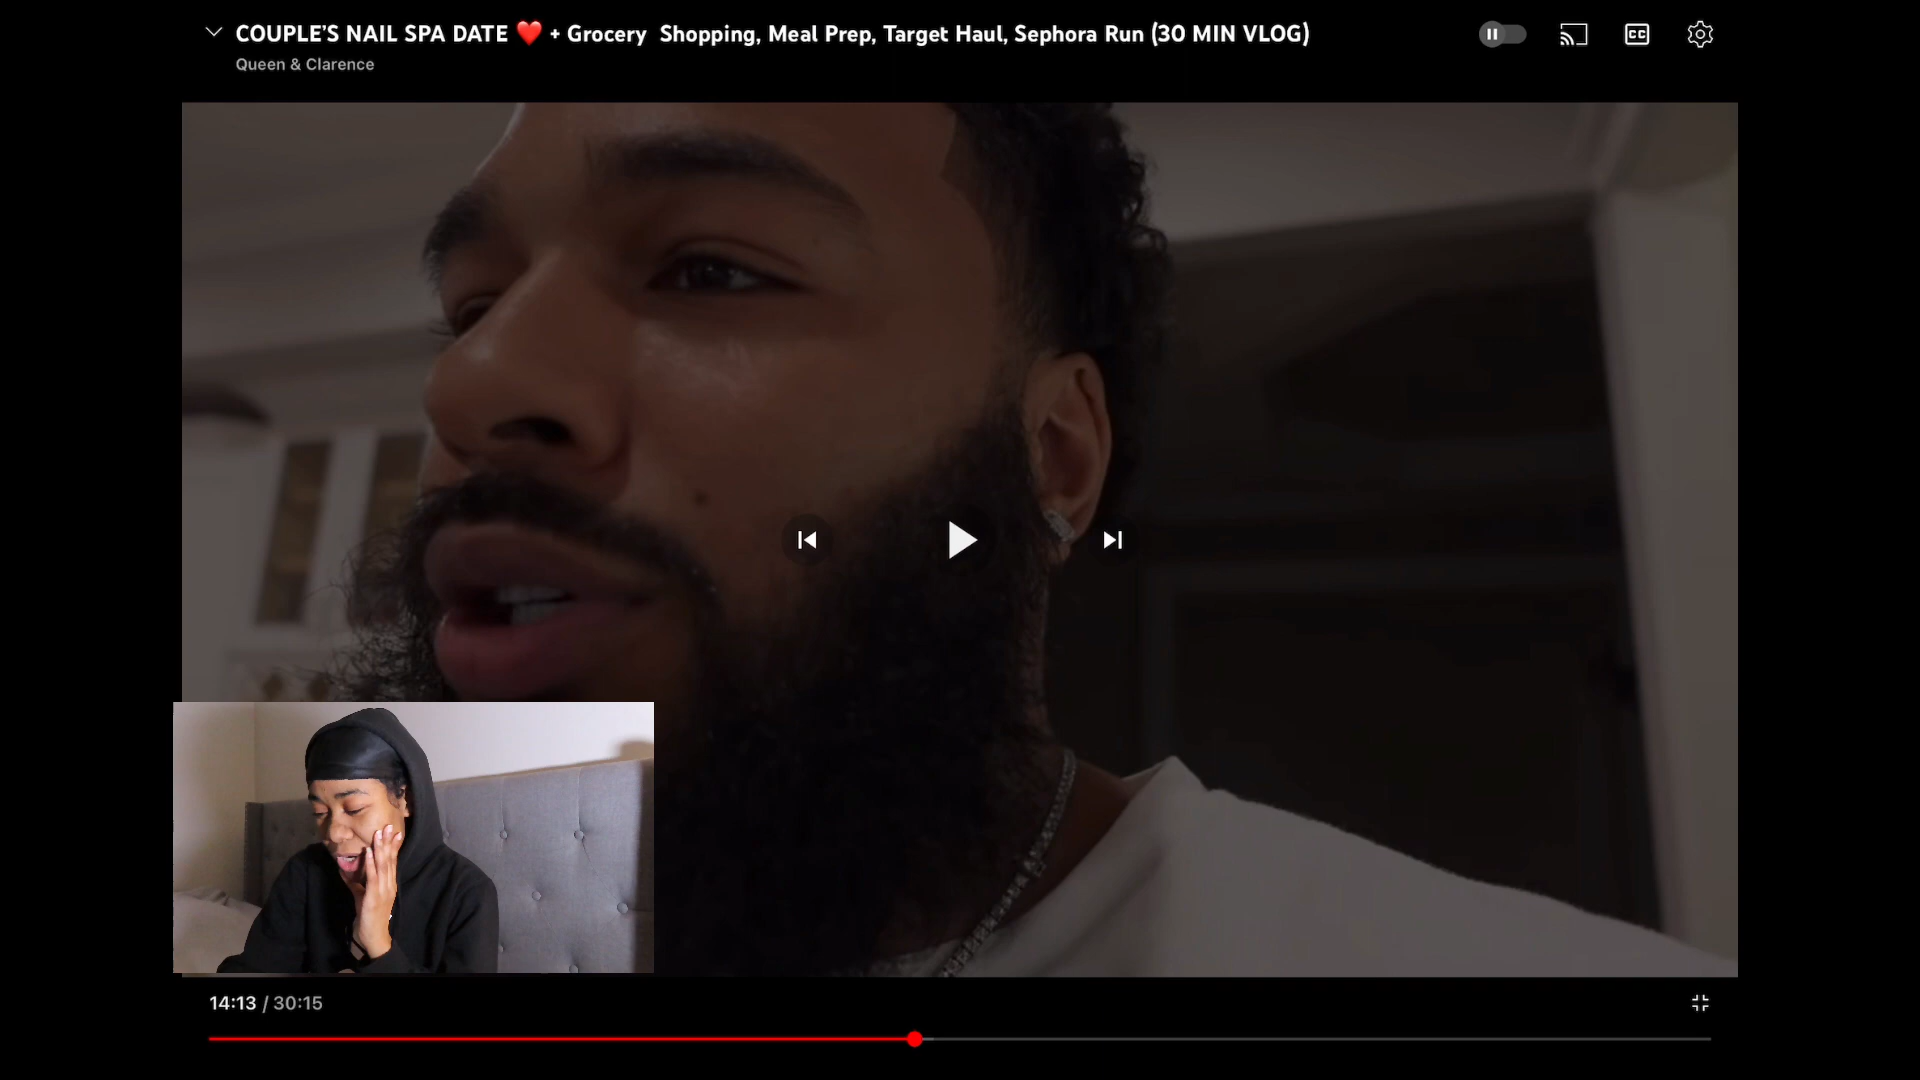 COUPLE'S NAIL SPA DATE ❤️ + Grocery Shopping, Meal Prep, Target Haul, Sephora Run (30 MIN VLOG)
Queen & Clarence
CC
14:13 / 30:15